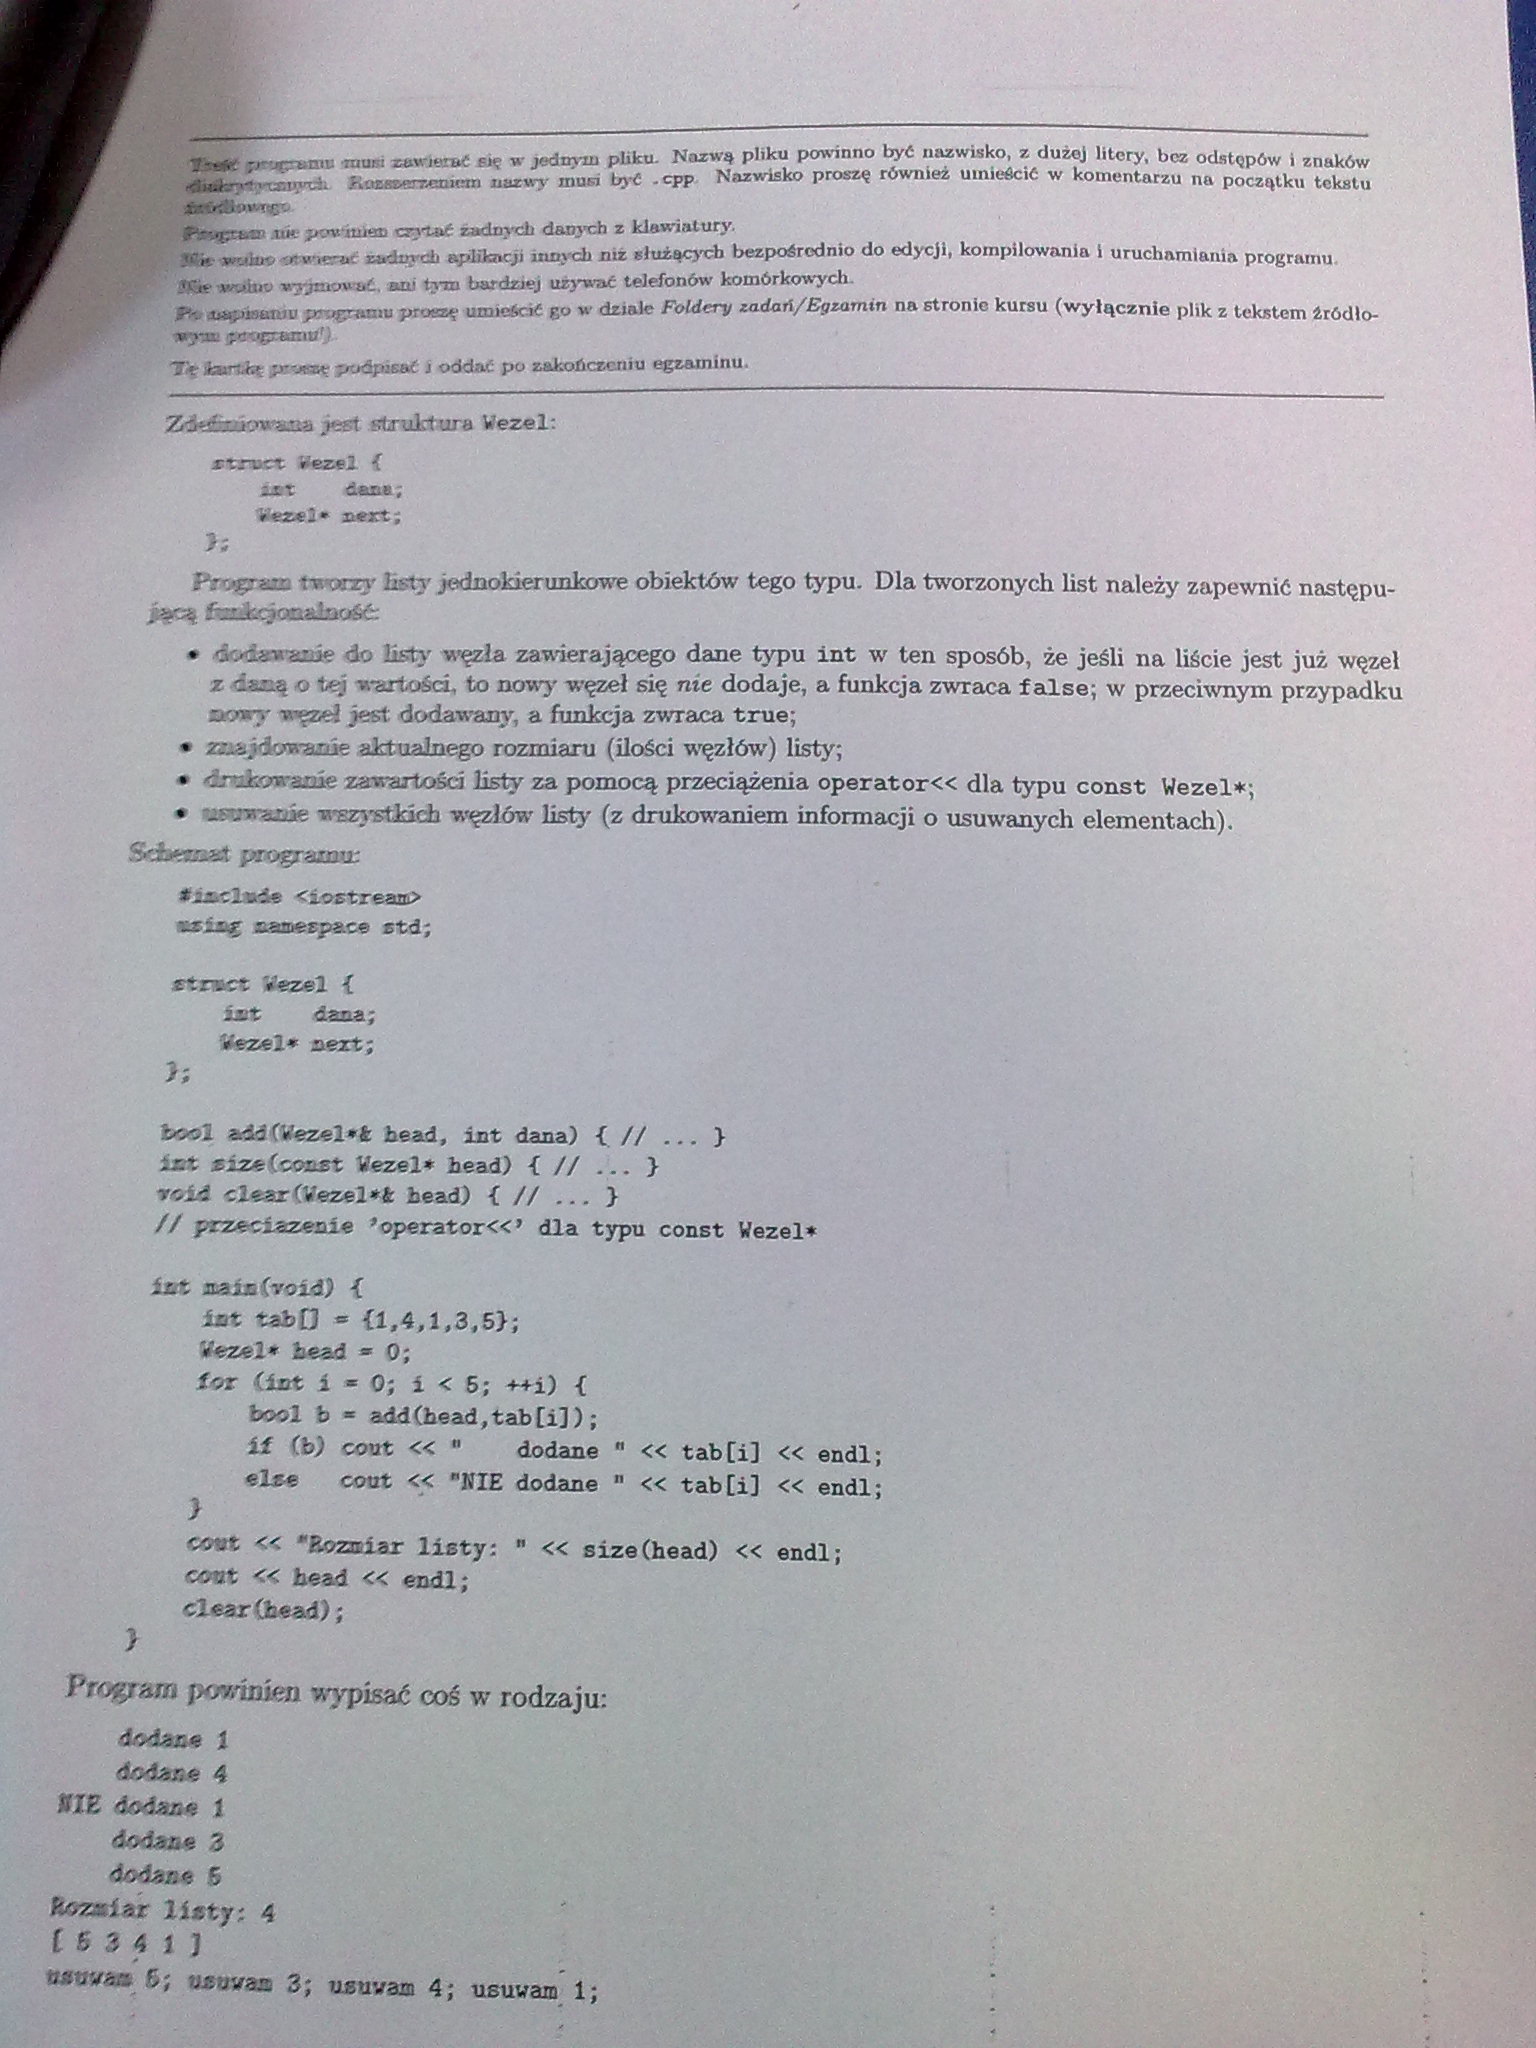 Treść programu musi zawierać się w jednym pliku. Nazwą pliku powinno być nazwisko, z dużej litery, bez odstępów i znaków
diakrytycznych. Rozszerzeniem nazwy musi być .cpp. Nazwisko proszę również umieścić w komentarzu na początku tekstu
źródłowego.
Program nie powinien czytać żadnych danych z klawiatury.
Nie wolno otwierać żadnych aplikacji innych niż służących bezpośrednio do edycji, kompilowania i uruchamiania programu.
Nie wolno wyjmować, ani tym bardziej używać telefonów komórkowych.
Po napisaniu programu proszę umieścić go w dziale Foldery zadań/Egzamin na stronie kursu (wyłącznie plik z tekstem źródło-
wym programu!).
Tę kartkę proszę podpisać i oddać po zakończeniu egzaminu.
Zdefiniowana jest struktura Wezel:
struct Wezel {
int dana;
Wezel* next;
};
Program tworzy listy jednokierunkowe obiektów tego typu. Dla tworzonych list należy zapewnić następu-
jącą funkcjonalność:
• dodawanie do listy węzła zawierającego dane typu int w ten sposób, że jeśli na liście jest już węzeł
z daną o tej wartości, to nowy węzeł się nie dodaje, a funkcja zwraca false; w przeciwnym przypadku
nowy węzeł jest dodawany, a funkcja zwraca true;
• znajdowanie aktualnego rozmiaru (ilości węzłów) listy;
• drukowanie zawartości listy za pomocą przeciążenia operator<< dla typu const Wezel*;
• usuwanie wszystkich węzłów listy (z drukowaniem informacji o usuwanych elementach).
Schemat programu:
#include <iostream>
using namespace std;
struct Wezel {
int dana;
Wezel* next;
};
bool add(Wezel*& head, int dana) { // ... }
int size(const Wezel* head) { // ... }
void clear(Wezel*& head) { // ... }
// przeciazenie 'operator<<' dla typu const Wezel*
int main(void) {
int tab[] = {1,4,1,3,5};
Wezel* head = 0;
for (int i = 0; i < 5; ++i) {
bool b = add(head,tab[i]);
if (b) cout << "    dodane " << tab[i] << endl;
else   cout << "NIE dodane " << tab[i] << endl;
}
cout << "Rozmiar listy: " << size(head) << endl;
cout << head << endl;
clear(head);
}
Program powinien wypisać coś w rodzaju:
dodane 1
dodane 4
NIE dodane 1
dodane 3
dodane 5
Rozmiar listy: 4
[ 5 3 4 1 ]
usuwam 5; usuwam 3; usuwam 4; usuwam 1;